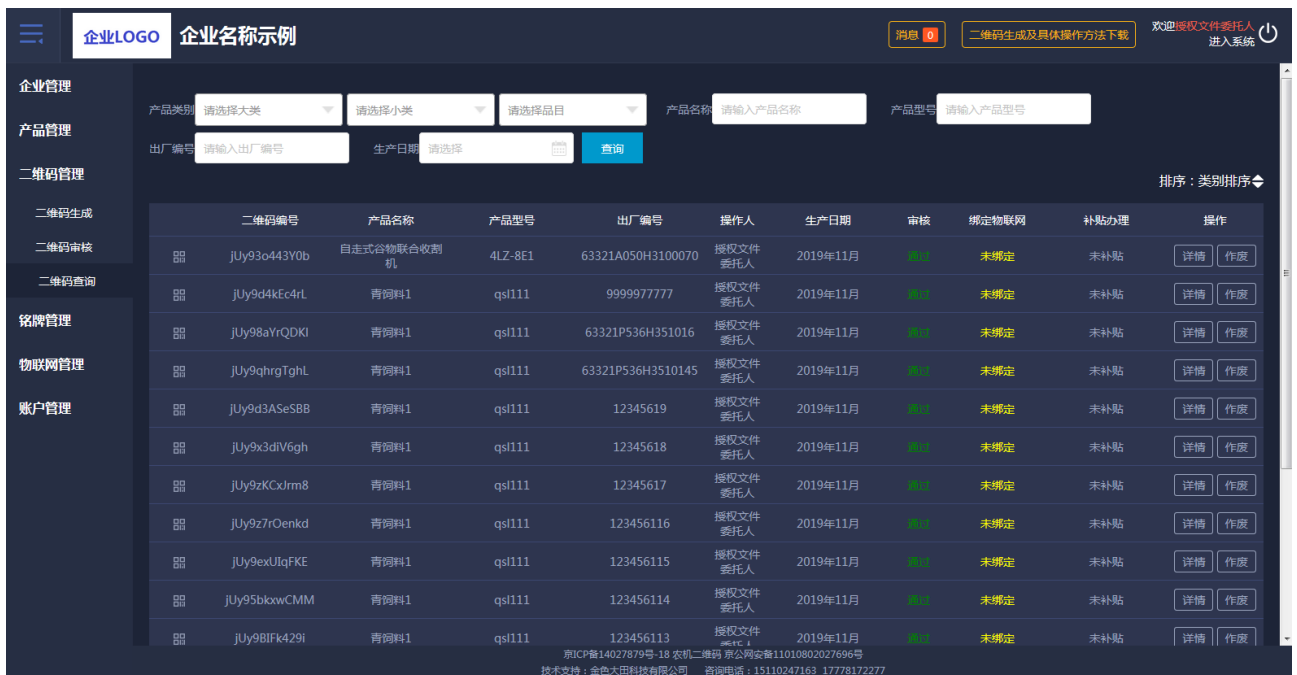 企业LOGO 企业名称示例 消息 0 二维码生成及具体操作方法下载 欢迎授权文件委托人
进入系统
企业管理
产品管理
二维码管理
二维码生成
二维码审核
二维码查询
铭牌管理
物联网管理
账户管理
产品类别 请选择大类 请选择小类 请选择品目 产品名称 请输入产品名称 产品型号 请输入产品型号
出厂编号 请输入出厂编号 生产日期 请选择 查询
排序：类别排序
二维码编号 产品名称 产品型号 出厂编号 操作人 生产日期 审核 绑定物联网 补贴办理 操作
jUy93o443Y0b 自走式谷物联合收割机 4LZ-8E1 63321A050H3100070 授权文件委托人 2019年11月 通过 未绑定 未补贴 详情 作废
jUy9d4kEc4rL 青饲料1 qsl111 9999977777 授权文件委托人 2019年11月 通过 未绑定 未补贴 详情 作废
jUy98aYrQDKI 青饲料1 qsl111 63321P536H351016 授权文件委托人 2019年11月 通过 未绑定 未补贴 详情 作废
jUy9qhrgTghL 青饲料1 qsl111 63321P536H3510145 授权文件委托人 2019年11月 通过 未绑定 未补贴 详情 作废
jUy9d3ASeSBB 青饲料1 qsl111 12345619 授权文件委托人 2019年11月 通过 未绑定 未补贴 详情 作废
jUy9x3diV6gh 青饲料1 qsl111 12345618 授权文件委托人 2019年11月 通过 未绑定 未补贴 详情 作废
jUy9zKCxJrm8 青饲料1 qsl111 12345617 授权文件委托人 2019年11月 通过 未绑定 未补贴 详情 作废
jUy9z7rOenkd 青饲料1 qsl111 123456116 授权文件委托人 2019年11月 通过 未绑定 未补贴 详情 作废
jUy9exUIqFKE 青饲料1 qsl111 123456115 授权文件委托人 2019年11月 通过 未绑定 未补贴 详情 作废
jUy95bkxwCMM 青饲料1 qsl111 123456114 授权文件委托人 2019年11月 通过 未绑定 未补贴 详情 作废
jUy9BIFk429i 青饲料1 qsl111 123456113 授权文件委托人 2019年11月 通过 未绑定 未补贴 详情 作废
京ICP备14027879号-18 农机二维码 京公网安备11010802027696号
技术支持：金色大田科技有限公司 咨询电话：15110247163 17778172277